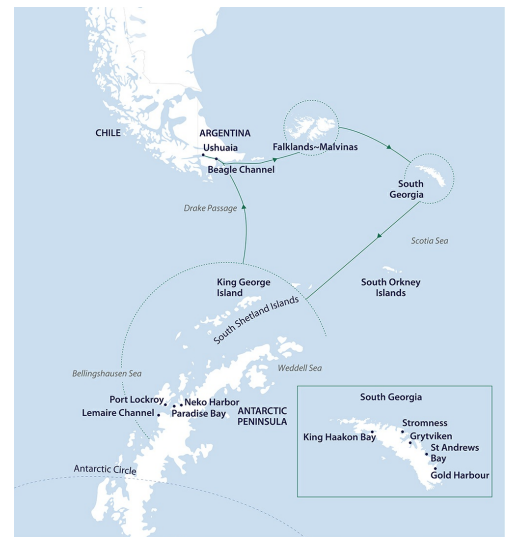 CHILE
ARGENTINA
Ushuaia
Beagle Channel
Falklands~Malvinas
South
Georgia
Drake Passage
Scotia Sea
King George
Island
South Shetland Islands
South Orkney
Islands
Bellingshausen Sea
Weddell Sea
Port Lockroy
Neko Harbor
Lemaire Channel
Paradise Bay
ANTARCTIC
PENINSULA
Antarctic Circle
South Georgia
Stromness
King Haakon Bay
Grytviken
St Andrews
Bay
Gold Harbour